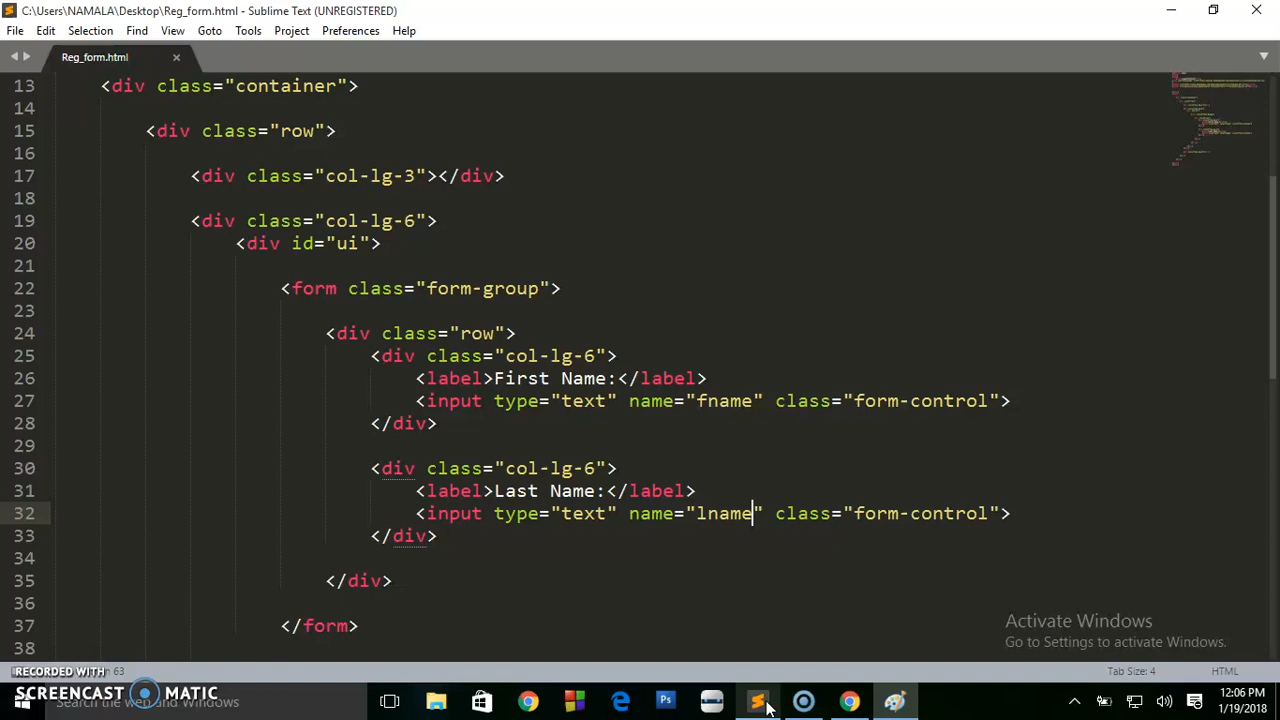 C:\Users\NAMALA\Desktop\Reg_form.html - Sublime Text (UNREGISTERED)
File Edit Selection Find View Goto Tools Project Preferences Help
Reg_form.html
13 <div class="container">
14
15 <div class="row">
16
17 <div class="col-lg-3"></div>
18
19 <div class="col-lg-6">
20 <div id="ui">
21
22 <form class="form-group">
23
24 <div class="row">
25 <div class="col-lg-6">
26 <label>First Name:</label>
27 <input type="text" name="fname" class="form-control">
28 </div>
29
30 <div class="col-lg-6">
31 <label>Last Name:</label>
32 <input type="text" name="lname" class="form-control">
33 </div>
34
35 </div>
36
37 </form>
38
Activate Windows
Go to Settings to activate Windows.
RECORDED WITH
63 Tab Size: 4 HTML
SCREENCAST MATIC
Search the web and Windows
Ps
12:06 PM
1/19/2018